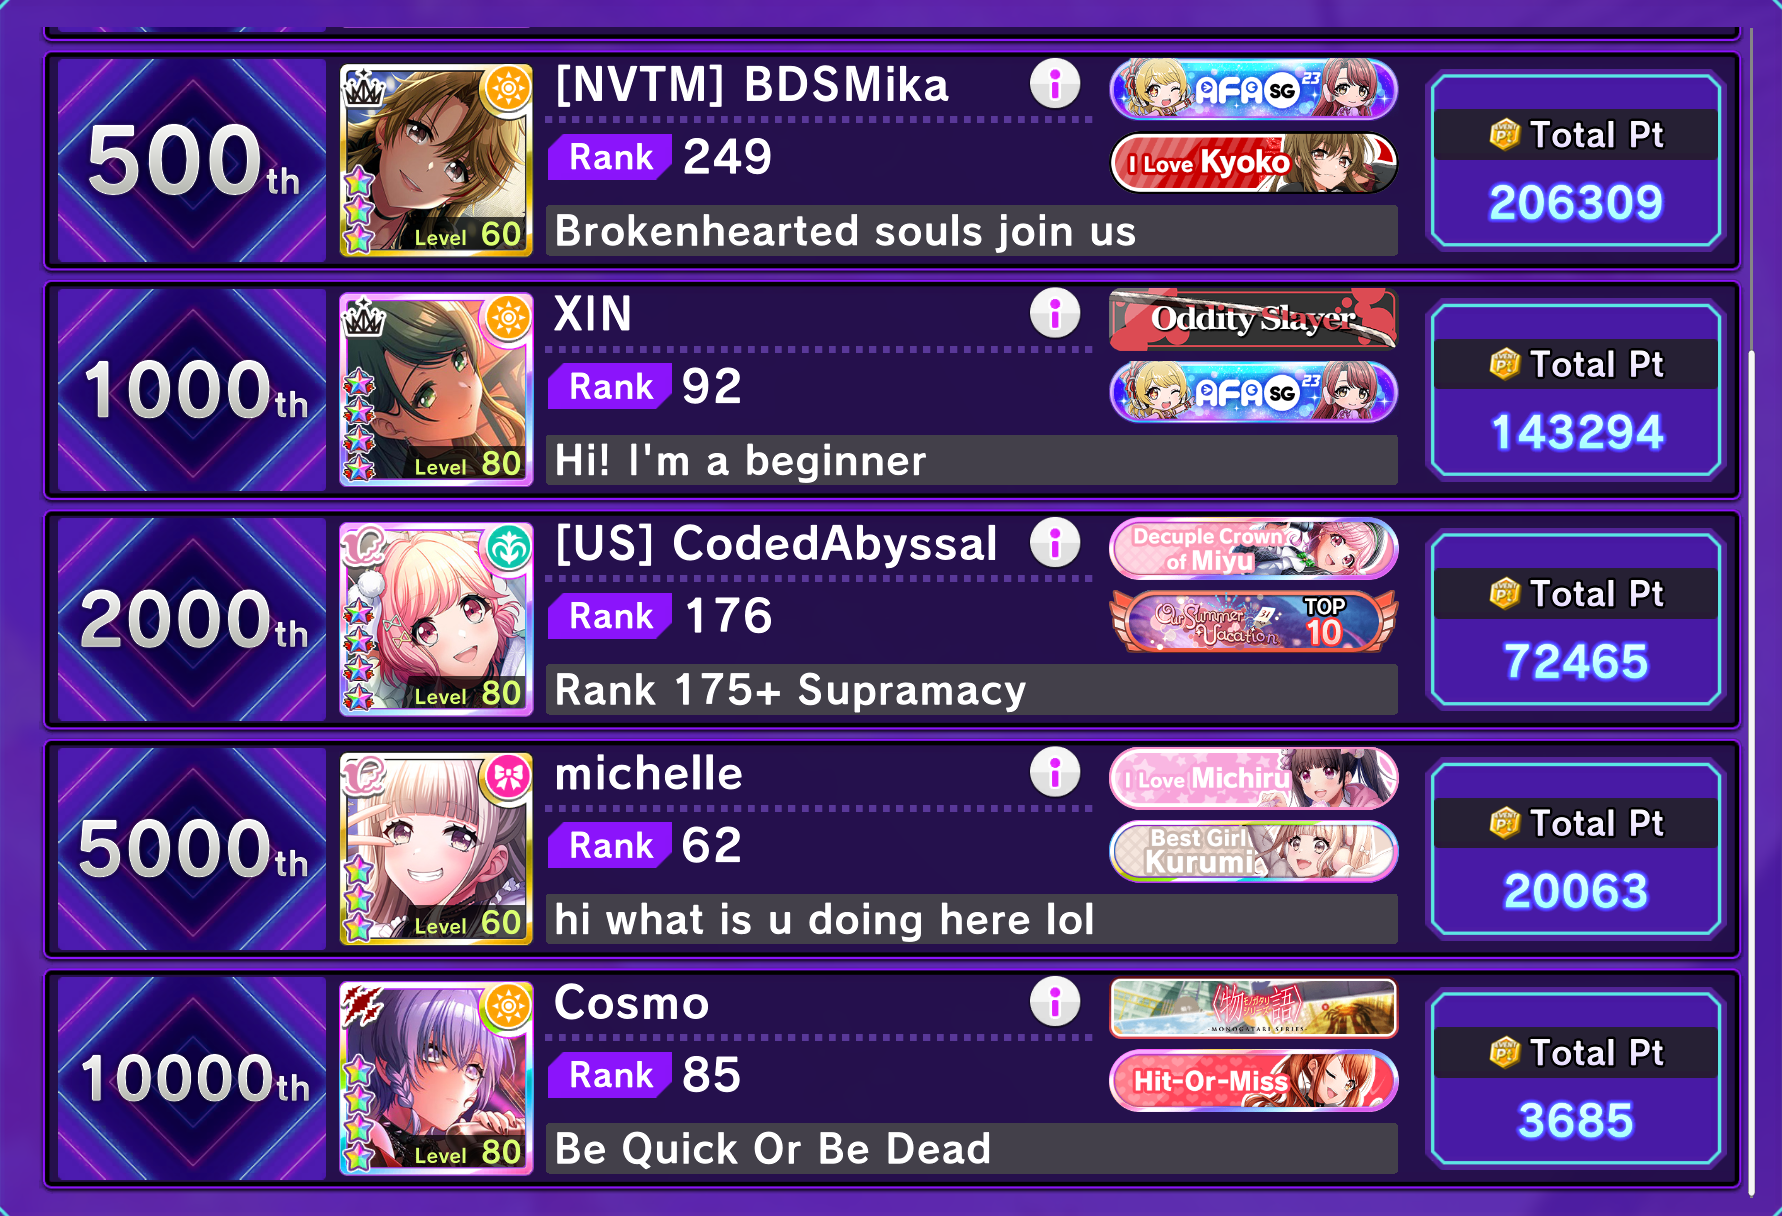 500th
[NVTM] BDSMika
AFA SG 23
Rank 249
I Love Kyoko
Level 60
Brokenhearted souls join us
Total Pt
206309
1000th
XIN
Oddity Slayer
Rank 92
AFA SG 23
Level 80
Hi! I'm a beginner
Total Pt
143294
2000th
[US] CodedAbyssal
Decuple Crown
of Miyu
Rank 176
Our Summer Vacation TOP 10
Level 80
Rank 175+ Supramacy
Total Pt
72465
5000th
michelle
I Love Michiru
Rank 62
Best Girl
Kurumi
Level 60
hi what is u doing here lol
Total Pt
20063
10000th
Cosmo
〈物語〉
MONOGATARI SERIES
Rank 85
Hit-Or-Miss
Level 80
Be Quick Or Be Dead
Total Pt
3685